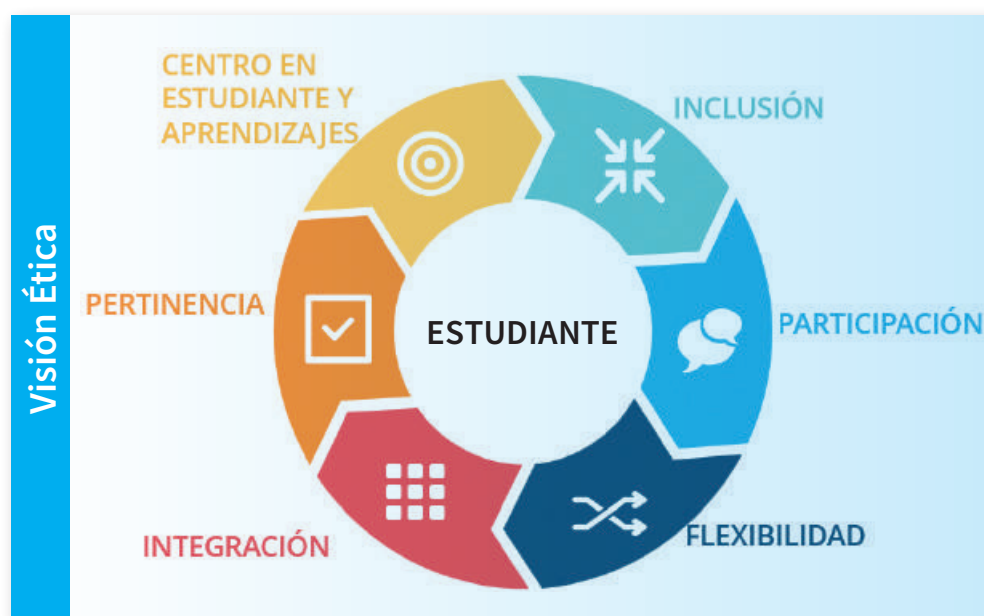 Visión Ética
CENTRO EN
ESTUDIANTE Y
APRENDIZAJES
INCLUSIÓN
PERTINENCIA
ESTUDIANTE
PARTICIPACIÓN
INTEGRACIÓN
FLEXIBILIDAD